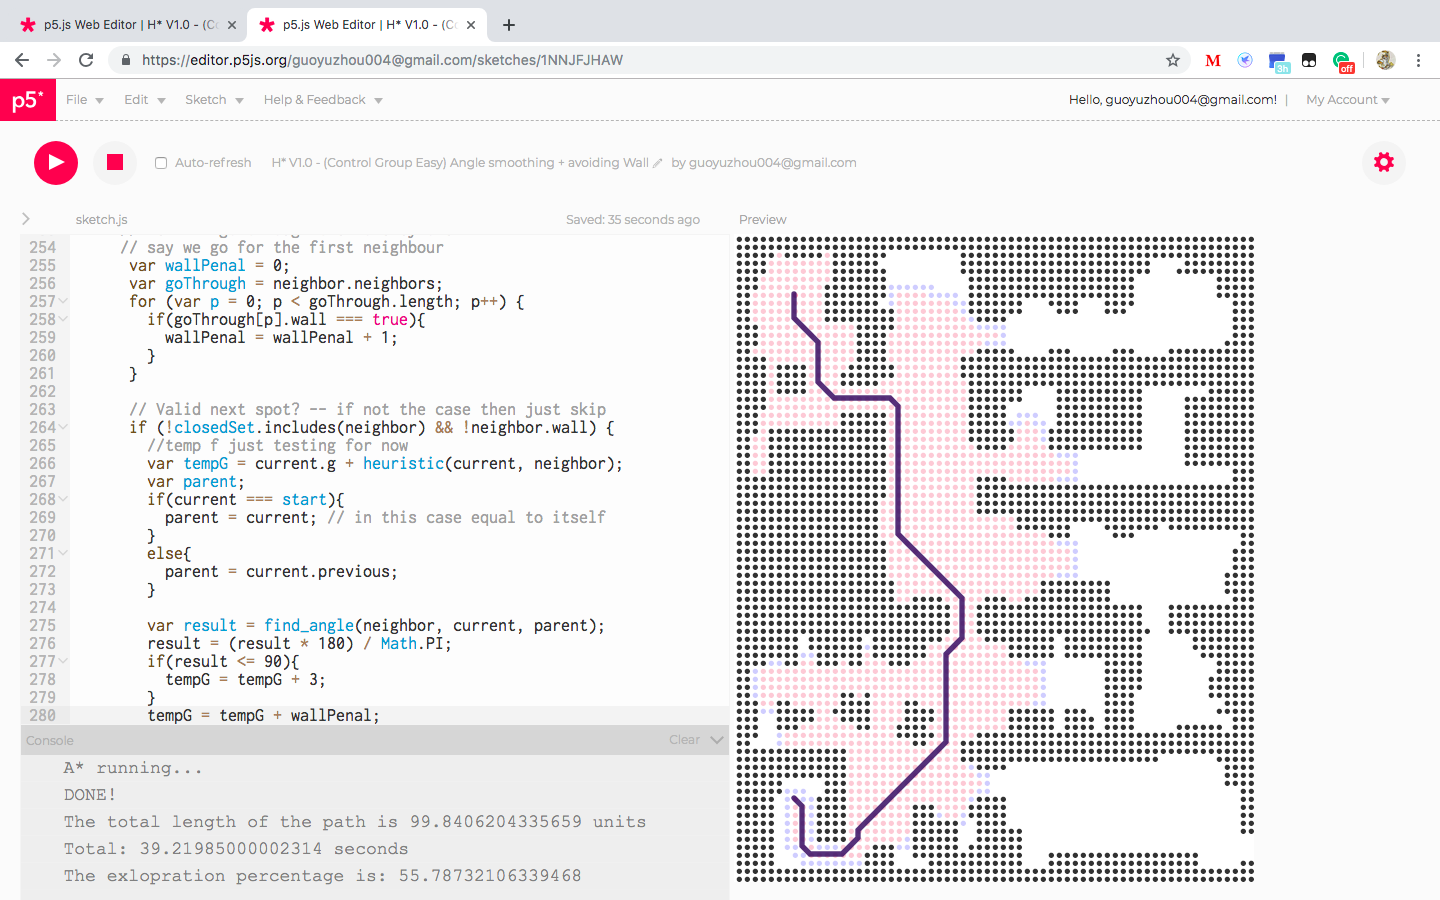 p5.js Web Editor | H* V1.0 - (Co
p5.js Web Editor | H* V1.0 - (Co
https://editor.p5js.org/guoyuzhou004@gmail.com/sketches/1NNJFJHAW
M
3h
off
p5*
File
Edit
Sketch
Help & Feedback
Hello, guoyuzhou004@gmail.com! | My Account
Auto-refresh
H* V1.0 - (Control Group Easy) Angle smoothing + avoiding Wall
by guoyuzhou004@gmail.com
sketch.js
Saved: 35 seconds ago
Preview
254 // say we go for the first neighbour
255 var wallPenal = 0;
256 var goThrough = neighbor.neighbors;
257 for (var p = 0; p < goThrough.length; p++) {
258 if(goThrough[p].wall === true){
259 wallPenal = wallPenal + 1;
260 }
261 }
262
263 // Valid next spot? -- if not the case then just skip
264 if (!closedSet.includes(neighbor) && !neighbor.wall) {
265 //temp f just testing for now
266 var tempG = current.g + heuristic(current, neighbor);
267 var parent;
268 if(current === start){
269 parent = current; // in this case equal to itself
270 }
271 else{
272 parent = current.previous;
273 }
274
275 var result = find_angle(neighbor, current, parent);
276 result = (result * 180) / Math.PI;
277 if(result <= 90){
278 tempG = tempG + 3;
279 }
280 tempG = tempG + wallPenal;
Console
Clear
A* running...
DONE!
The total length of the path is 99.8406204335659 units
Total: 39.21985000002314 seconds
The exlopration percentage is: 55.78732106339468